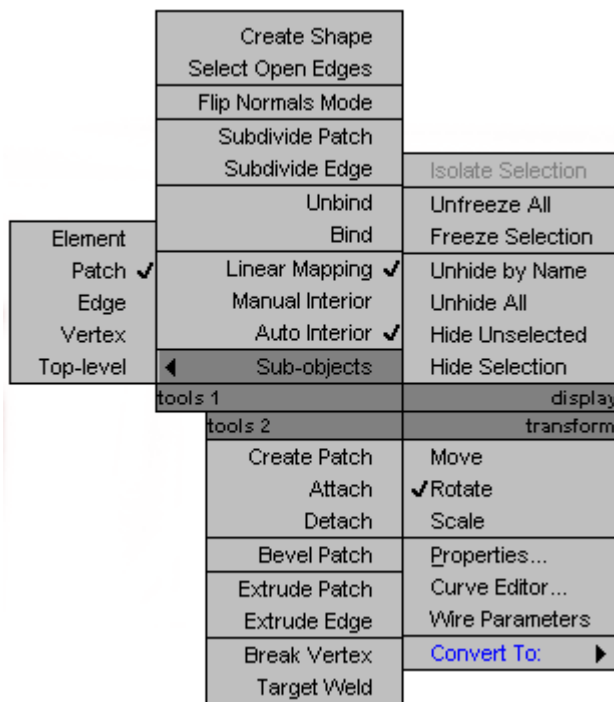 Create Shape
Select Open Edges
Flip Normals Mode
Subdivide Patch
Subdivide Edge
Unbind
Bind
Linear Mapping
Manual Interior
Auto Interior
Sub-objects
tools 1
Element
Patch
Edge
Vertex
Top-level
Isolate Selection
Unfreeze All
Freeze Selection
Unhide by Name
Unhide All
Hide Unselected
Hide Selection
display
tools 2
Create Patch
Attach
Detach
Bevel Patch
Extrude Patch
Extrude Edge
Break Vertex
Target Weld
transform
Move
Rotate
Scale
Properties...
Curve Editor...
Wire Parameters
Convert To: